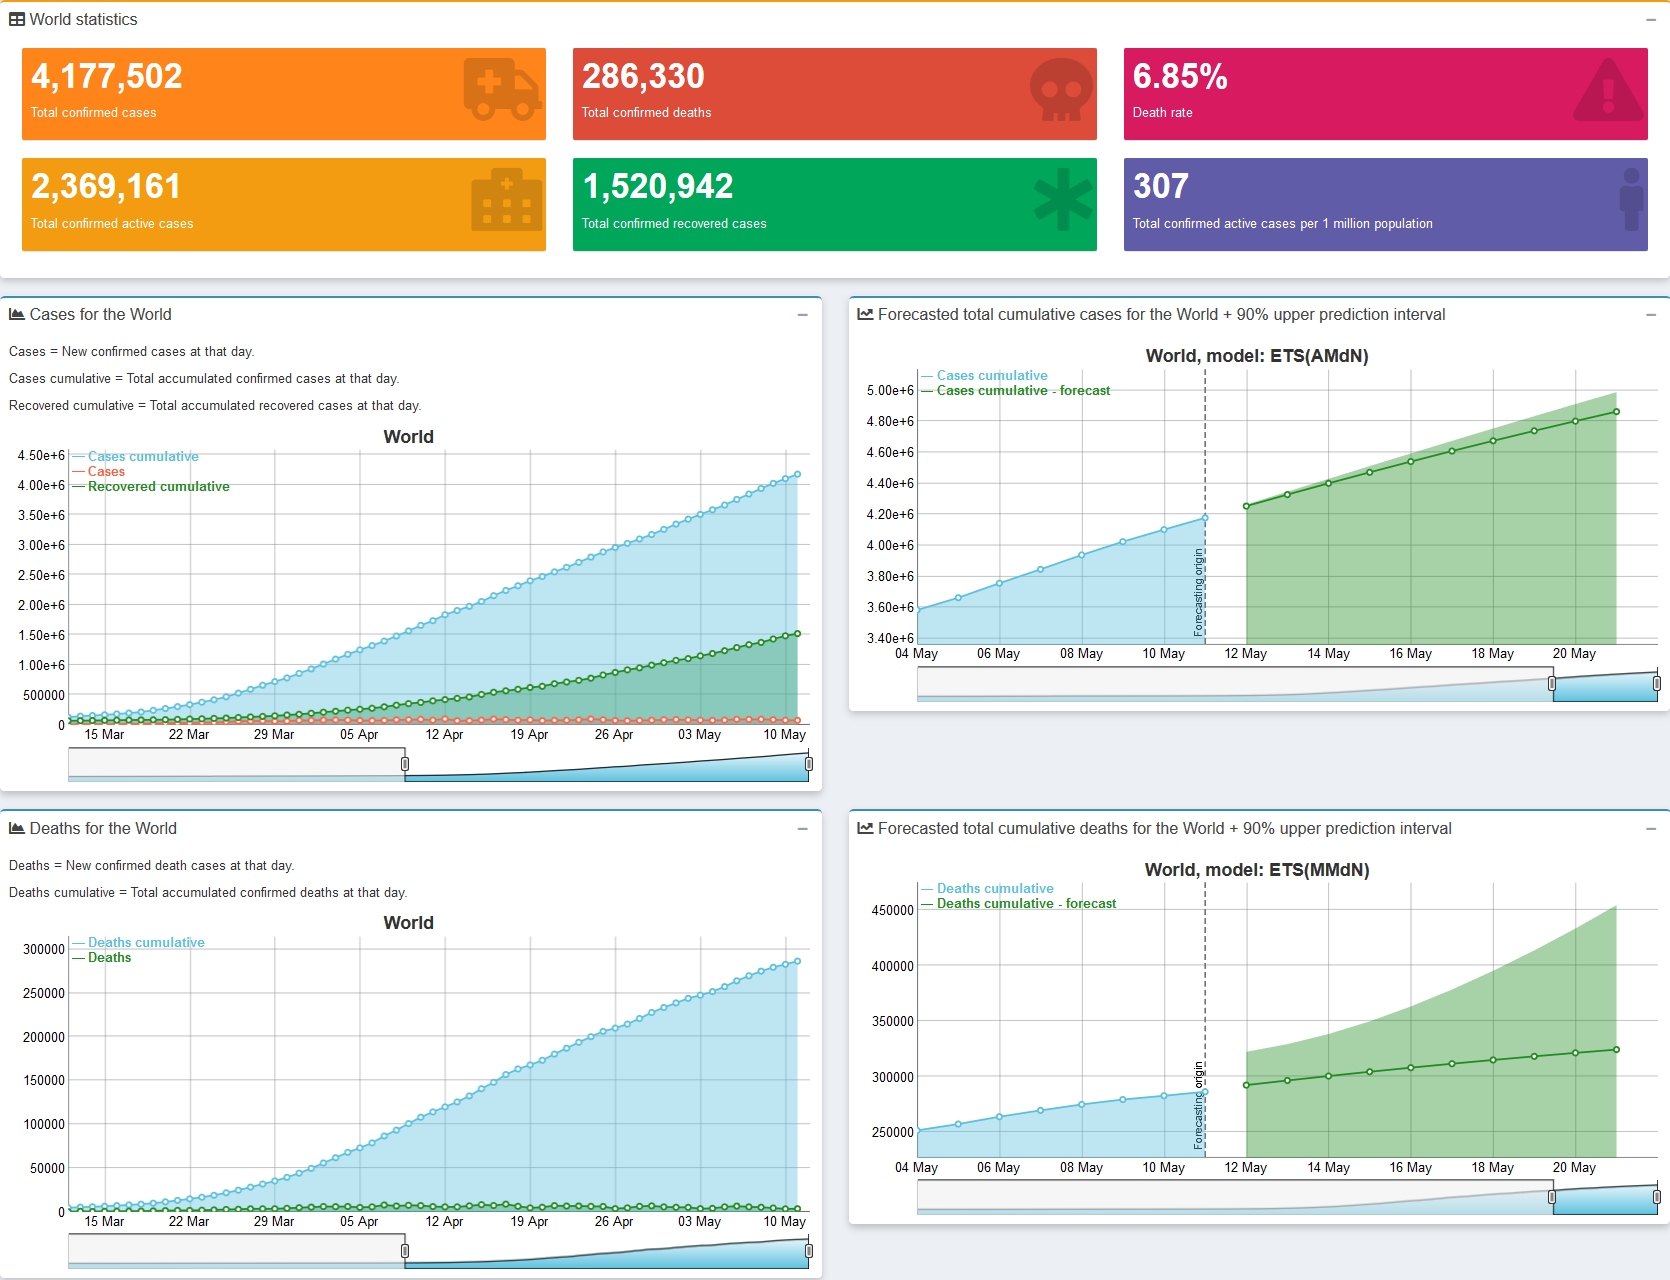 World statistics
4,177,502
Total confirmed cases
286,330
Total confirmed deaths
6.85%
Death rate
2,369,161
Total confirmed active cases
1,520,942
Total confirmed recovered cases
307
Total confirmed active cases per 1 million population
Cases for the World
Cases = New confirmed cases at that day.
Cases cumulative = Total accumulated confirmed cases at that day.
Recovered cumulative = Total accumulated recovered cases at that day.
World
Cases cumulative
Cases
Recovered cumulative
4.50e+6
4.00e+6
3.50e+6
3.00e+6
2.50e+6
2.00e+6
1.50e+6
1.00e+6
500000
0
15 Mar 22 Mar 29 Mar 05 Apr 12 Apr 19 Apr 26 Apr 03 May 10 May
Forecasted total cumulative cases for the World + 90% upper prediction interval
World, model: ETS(AMdN)
Cases cumulative
Cases cumulative - forecast
5.00e+6
4.80e+6
4.60e+6
4.40e+6
4.20e+6
4.00e+6
3.80e+6
3.60e+6
3.40e+6
Forecasting origin
04 May 06 May 08 May 10 May 12 May 14 May 16 May 18 May 20 May
Deaths for the World
Deaths = New confirmed death cases at that day.
Deaths cumulative = Total accumulated confirmed deaths at that day.
World
Deaths cumulative
Deaths
300000
250000
200000
150000
100000
50000
0
15 Mar 22 Mar 29 Mar 05 Apr 12 Apr 19 Apr 26 Apr 03 May 10 May
Forecasted total cumulative deaths for the World + 90% upper prediction interval
World, model: ETS(MMdN)
Deaths cumulative
Deaths cumulative - forecast
450000
400000
350000
300000
250000
Forecasting origin
04 May 06 May 08 May 10 May 12 May 14 May 16 May 18 May 20 May